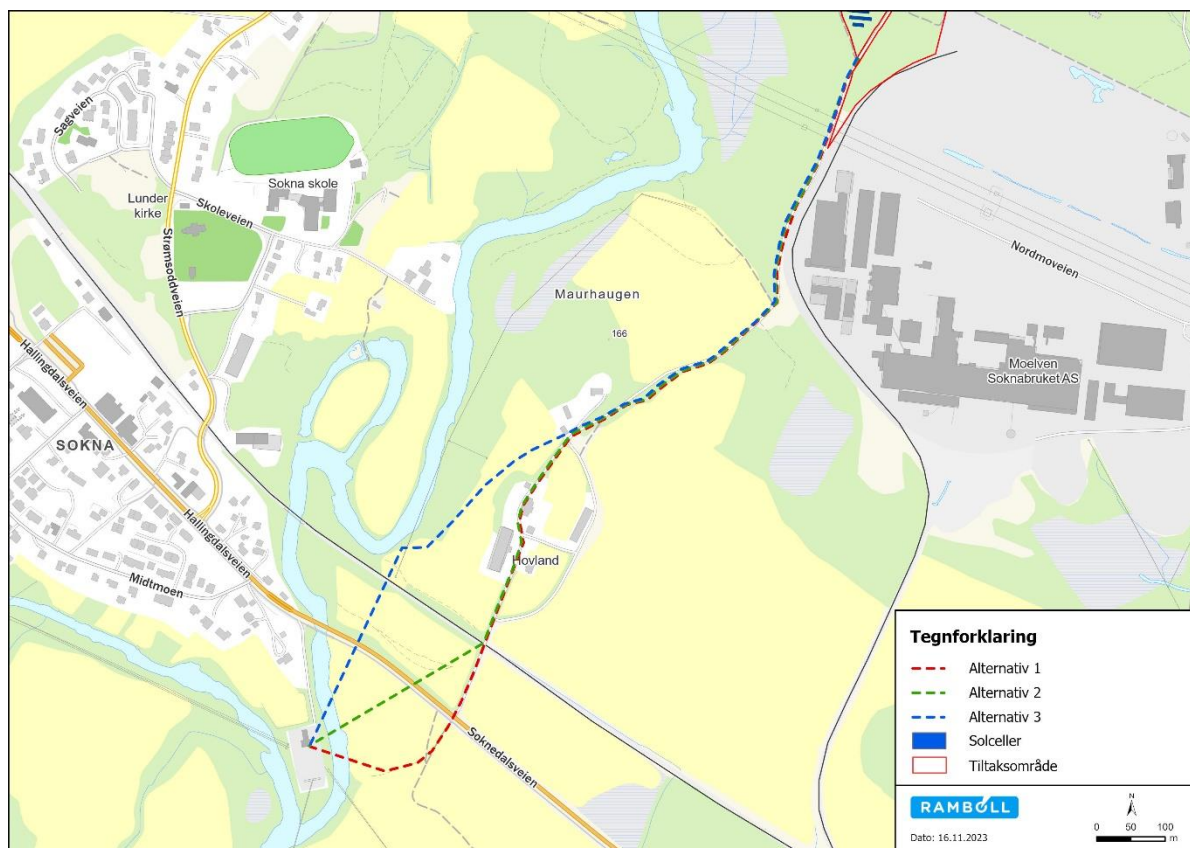 Sagveien
Sokna skole
Lunder
kirke
Skoleveien
Strømsoddveien
Nordmoveien
Maurhaugen
166
Moelven
Soknabruket AS
Hallingdalsveien
SOKNA
Hallingdalsveien
Hovland
Midtmoen
Soknedalsveien
Tegnforklaring
Alternativ 1
Alternativ 2
Alternativ 3
Solceller
Tiltaksområde
RAMBOLL
N
0 50 100
m
Dato: 16.11.2023